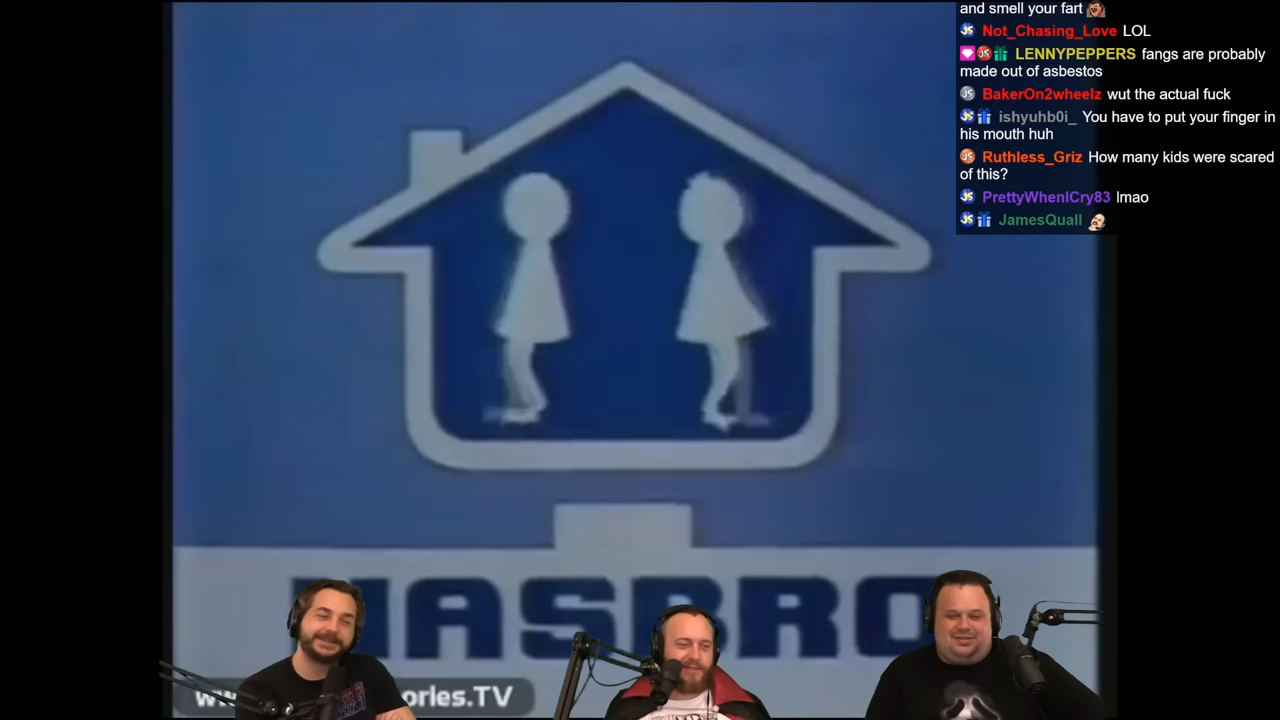 and smell your fart
Not_Chasing_Love LOL
LENNYPEPPERS fangs are probably
made out of asbestos
BakerOn2wheelz wut the actual fuck
ishyuhb0i_ You have to put your finger in
his mouth huh
Ruthless_Griz How many kids were scared
of this?
PrettyWhenICry83 lmao
JamesQuall
HASBRO
ories.TV